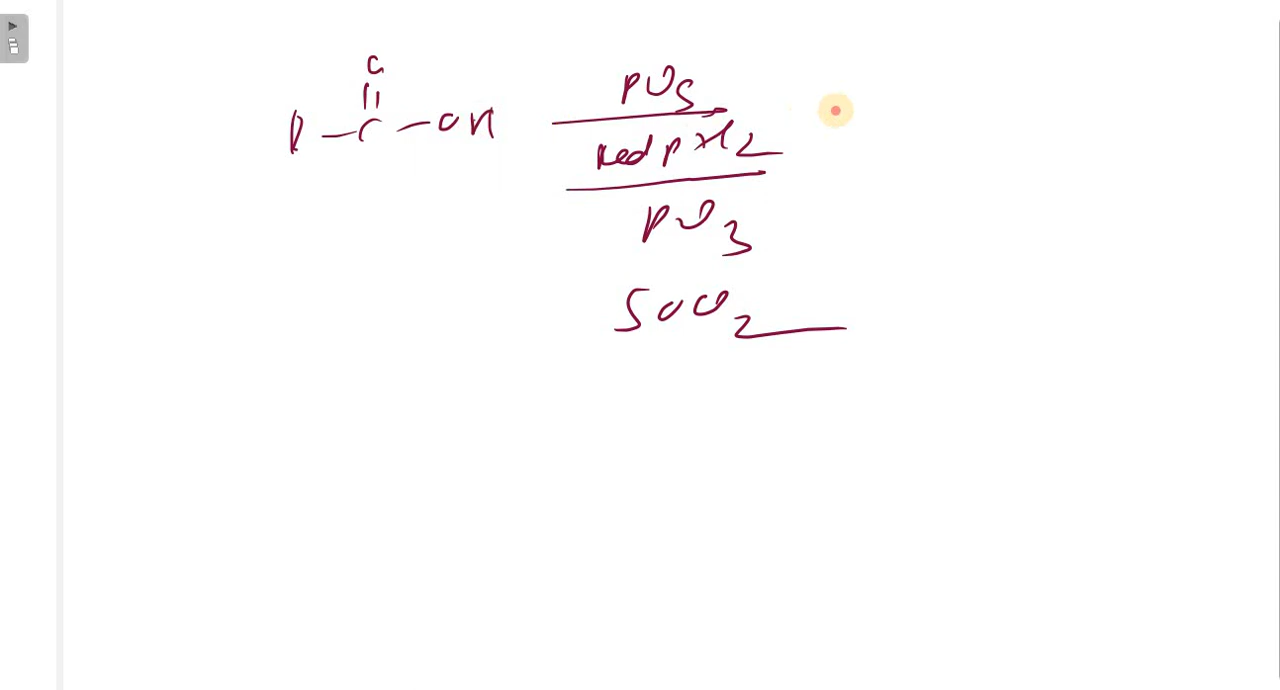 O
R - C - OH
PCl5
Red P X2
PCl3
SOCl2